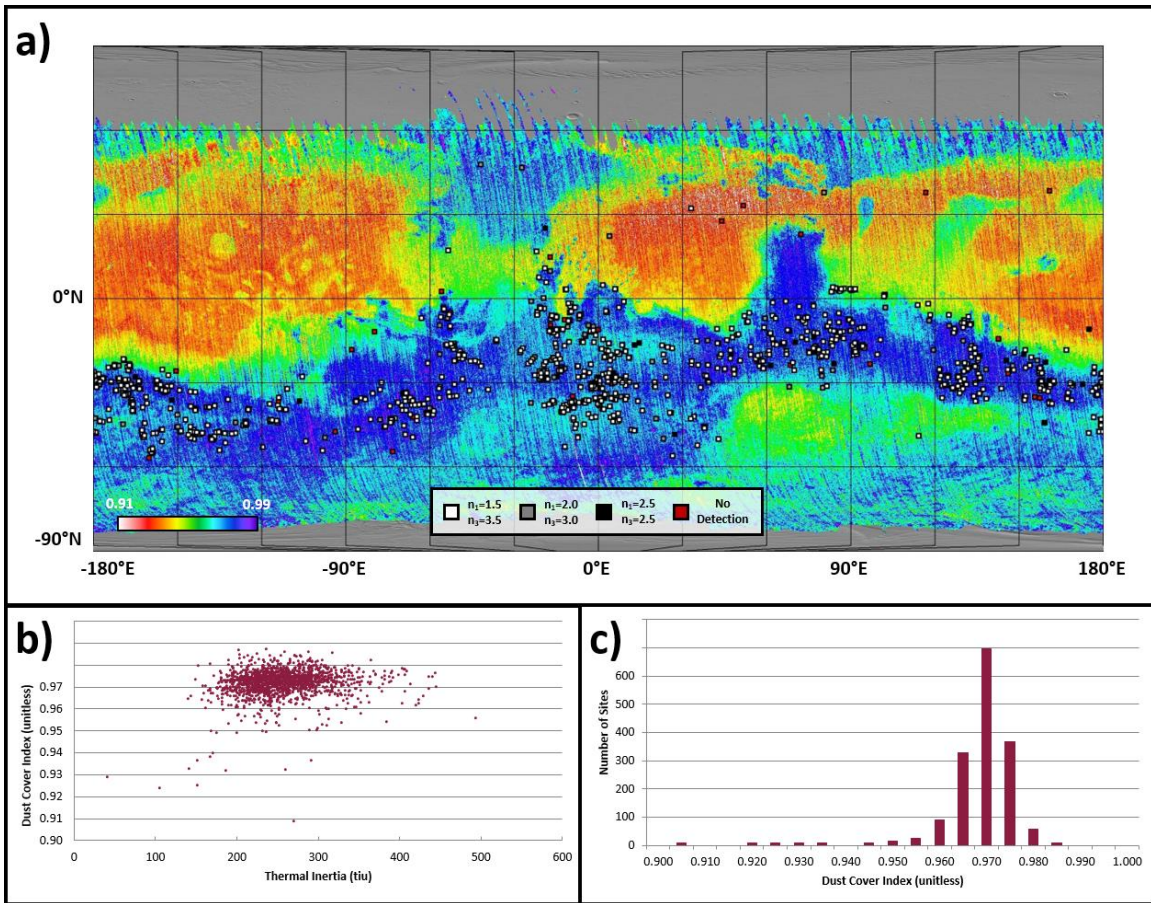 a)
0°N
0.91 0.99
n₁=1.5 n₁=2.0 n₁=2.5 No
n₃=3.5 n₃=3.0 n₃=2.5 Detection
-90°N
-180°E -90°E 0°E 90°E 180°E
b)
Dust Cover Index (unitless)
0.97
0.96
0.95
0.94
0.93
0.92
0.91
0.90
0 100 200 300 400 500 600
Thermal Inertia (tiu)
c)
Number of Sites
600
500
400
300
200
100
0
0.900 0.910 0.920 0.930 0.940 0.950 0.960 0.970 0.980 0.990 1.000
Dust Cover Index (unitless)